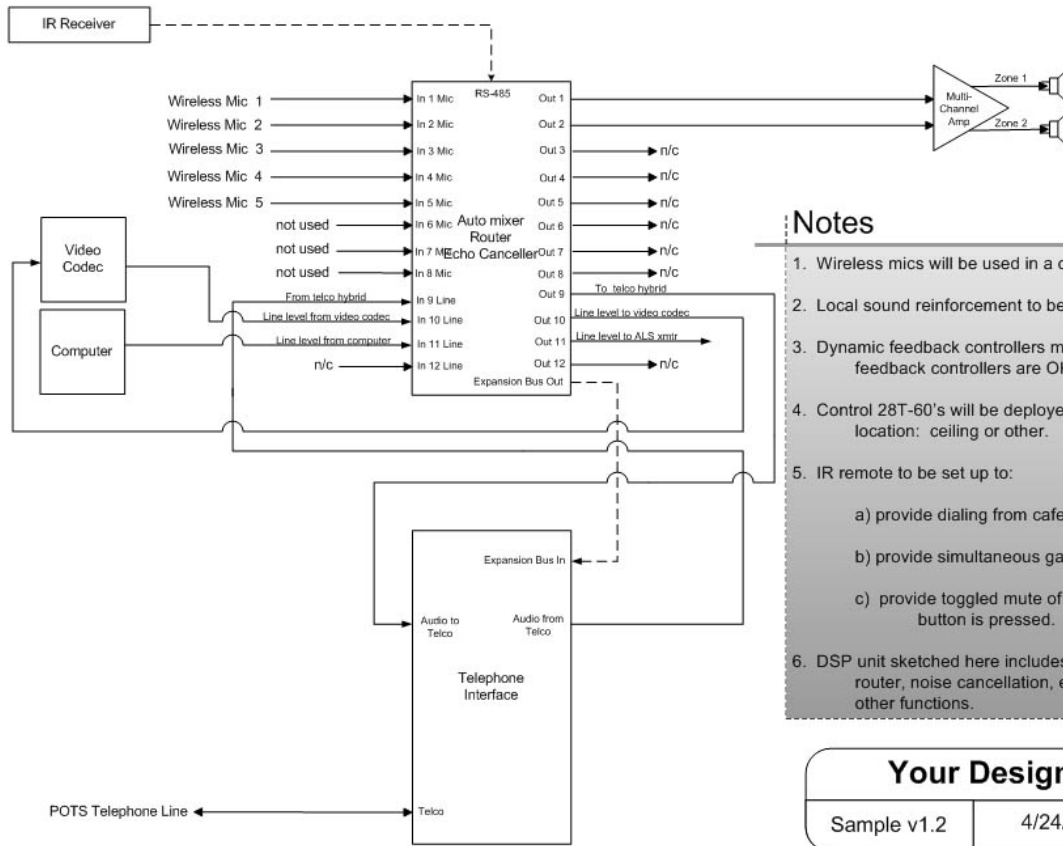 IR Receiver
RS-485
Wireless Mic 1
Wireless Mic 2
Wireless Mic 3
Wireless Mic 4
Wireless Mic 5
not used
not used
not used
In 1 Mic
In 2 Mic
In 3 Mic
In 4 Mic
In 5 Mic
In 6 Mic
In 7 Mic
In 8 Mic
In 9 Line
In 10 Line
In 11 Line
In 12 Line
Auto mixer
Router
Echo Canceller
Out 1
Out 2
Out 3
Out 4
Out 5
Out 6
Out 7
Out 8
Out 9
Out 10
Out 11
Out 12
Expansion Bus Out
n/c
n/c
n/c
n/c
n/c
n/c
To telco hybrid
Line level to video codec
Line level to ALS xmtr
n/c
Multi-
Channel
Amp
Zone 1
Zone 2
Video
Codec
Computer
From telco hybrid
Line level from video codec
Line level from computer
n/c
Expansion Bus In
Audio to
Telco
Audio from
Telco
Telephone
Interface
Telco
POTS Telephone Line
Notes
1. Wireless mics will be used in a
2. Local sound reinforcement to be
3. Dynamic feedback controllers
feedback controllers are
4. Control 28T-60's will be
location: ceiling or other.
5. IR remote to be set up to:
a) provide dialing from
b) provide simultaneous
c) provide toggled mute of
button is pressed.
6. DSP unit sketched here includes
router, noise cancellation,
other functions.
Your Design
Sample v1.2
4/24